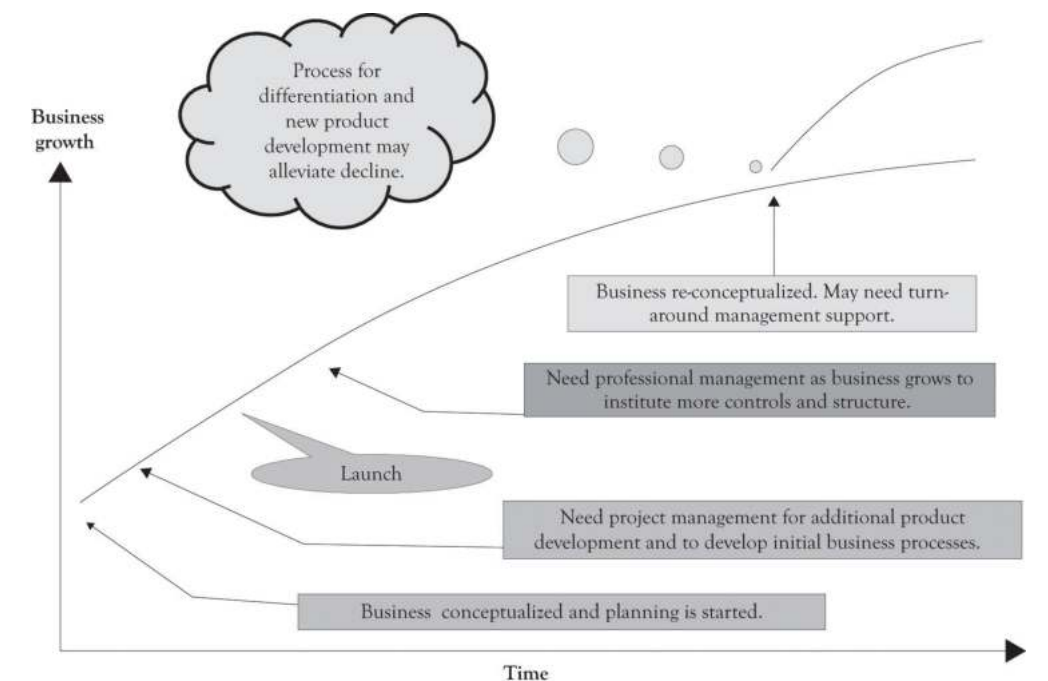 Process for
differentiation and
new product
development may
alleviate decline.
Business
growth
Business re-conceptualized. May need turn-
around management support.
Need professional management as business grows to
institute more controls and structure.
Launch
Need project management for additional product
development and to develop initial business processes.
Business conceptualized and planning is started.
Time